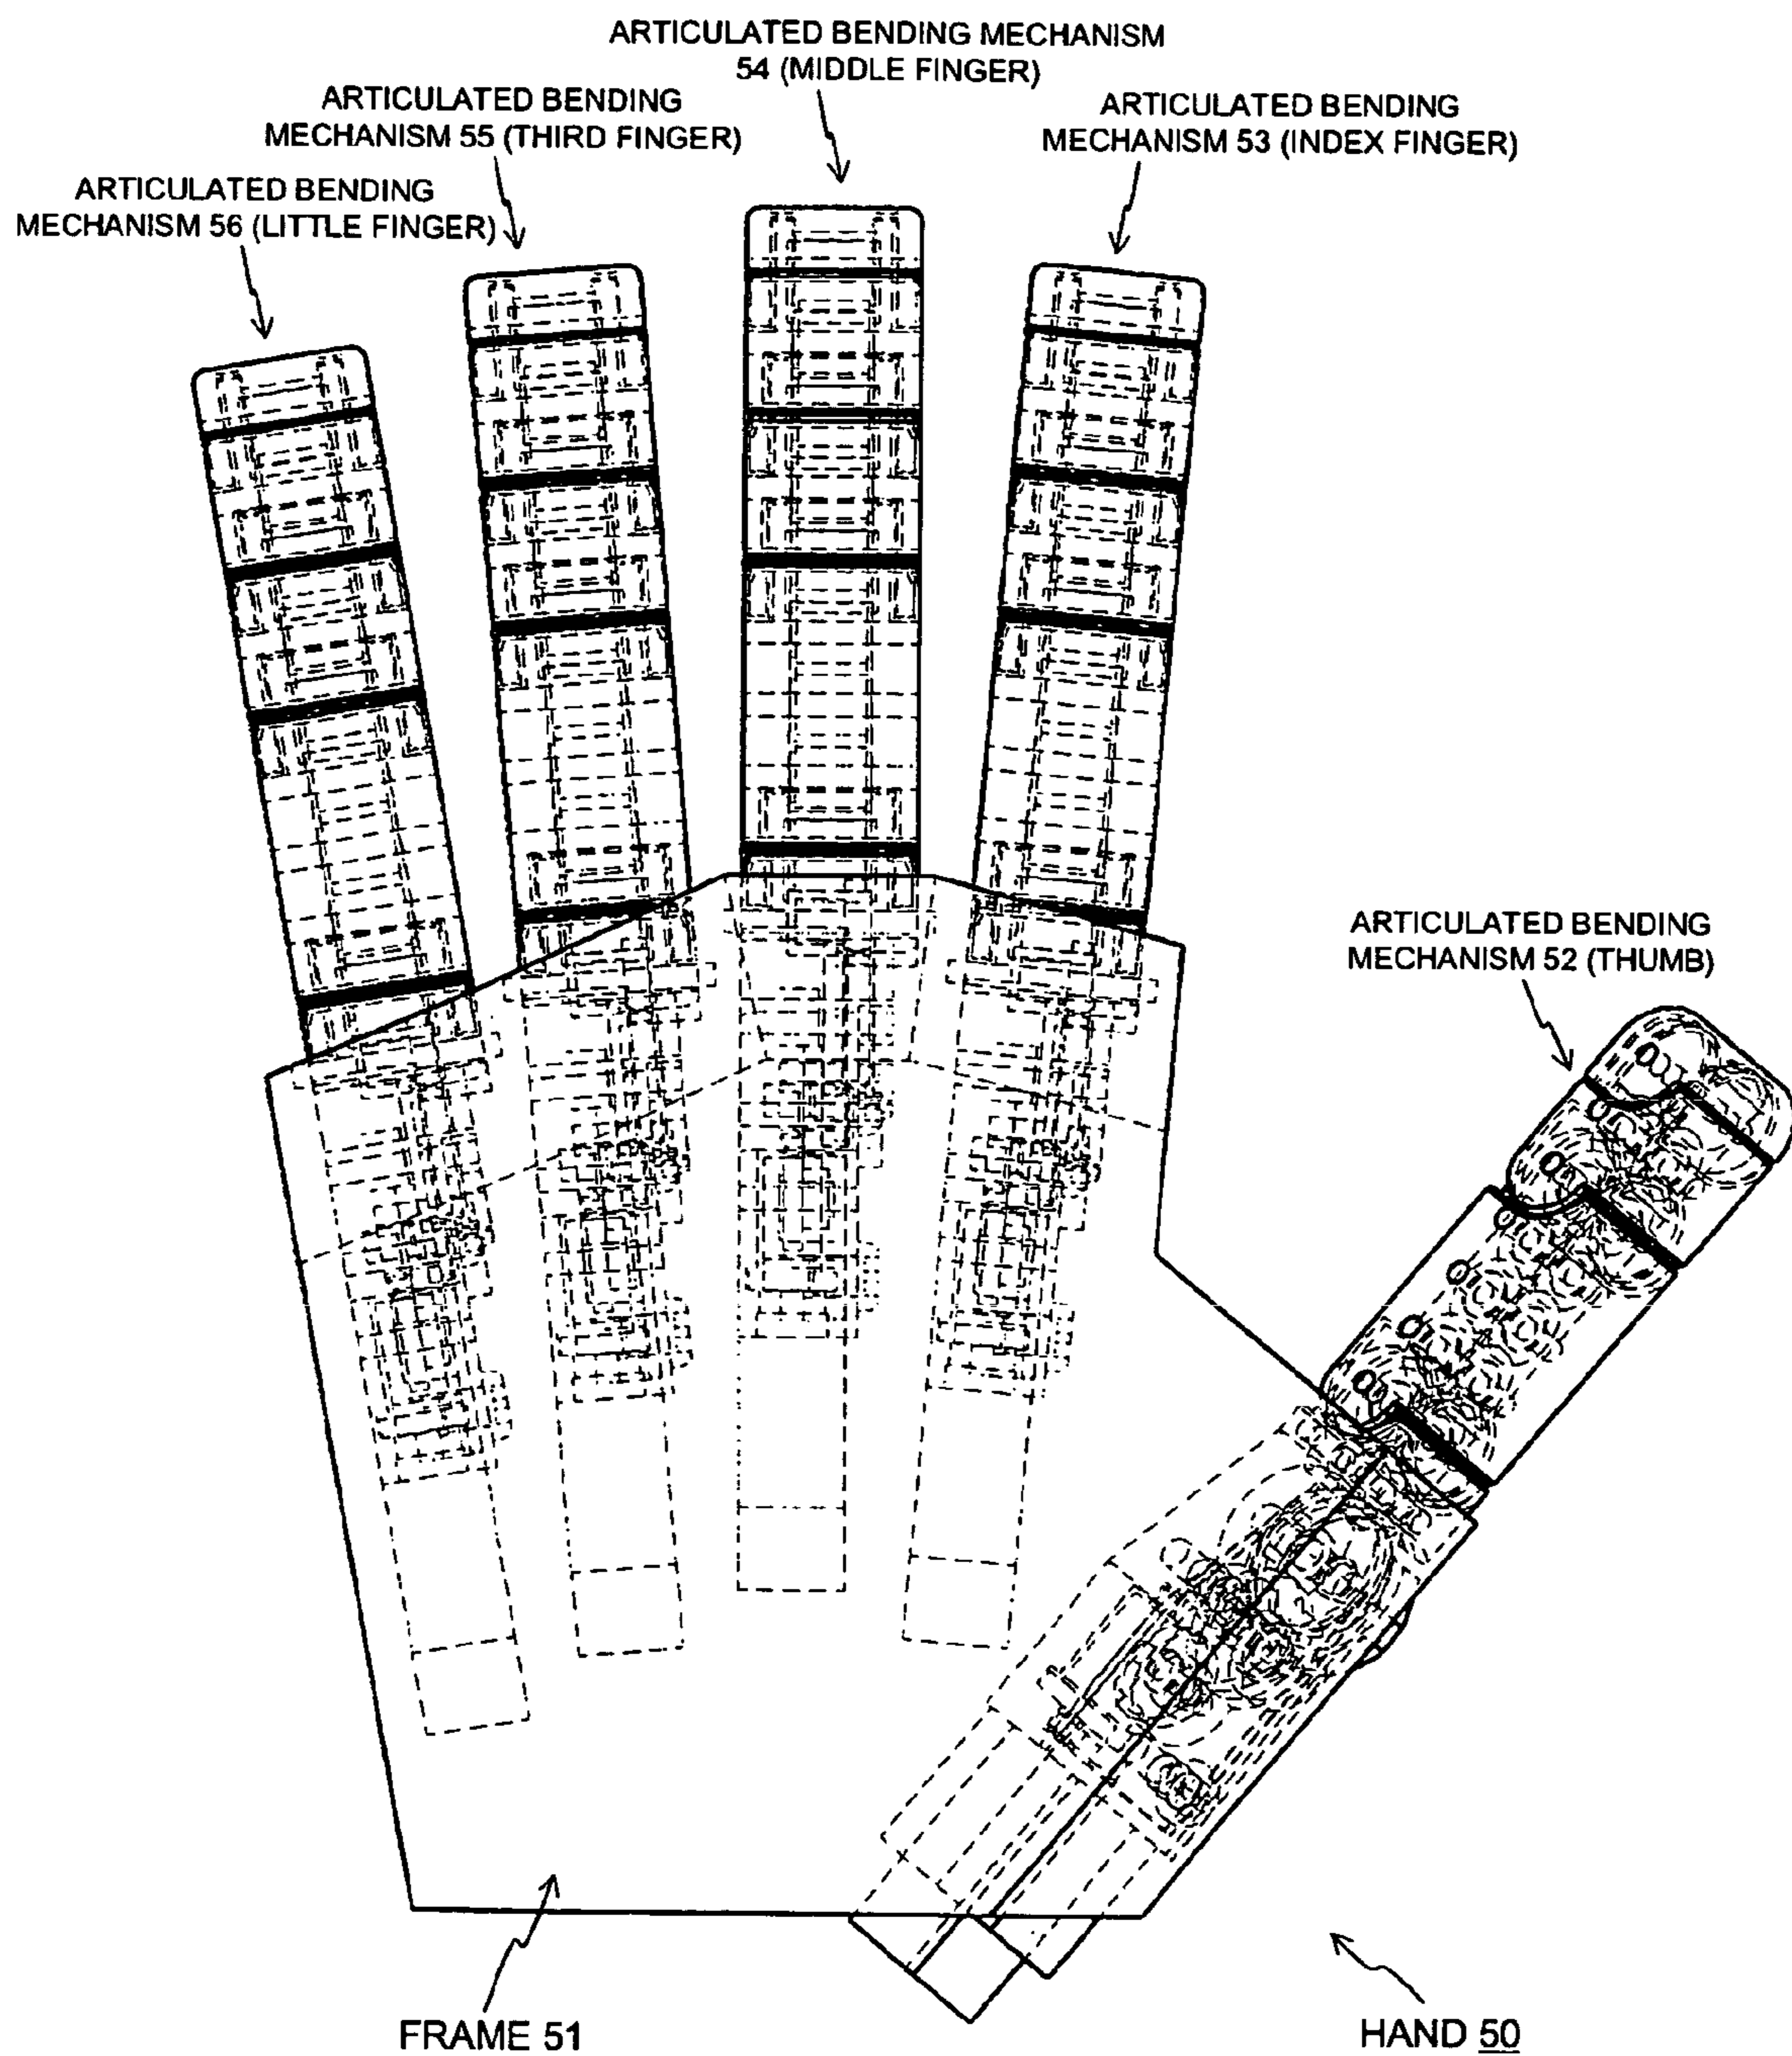 ARTICULATED BENDING MECHANISM
54 (MIDDLE FINGER)
ARTICULATED BENDING
MECHANISM 55 (THIRD FINGER)
ARTICULATED BENDING
MECHANISM 53 (INDEX FINGER)
ARTICULATED BENDING
MECHANISM 56 (LITTLE FINGER)
ARTICULATED BENDING
MECHANISM 52 (THUMB)
FRAME 51
HAND 50